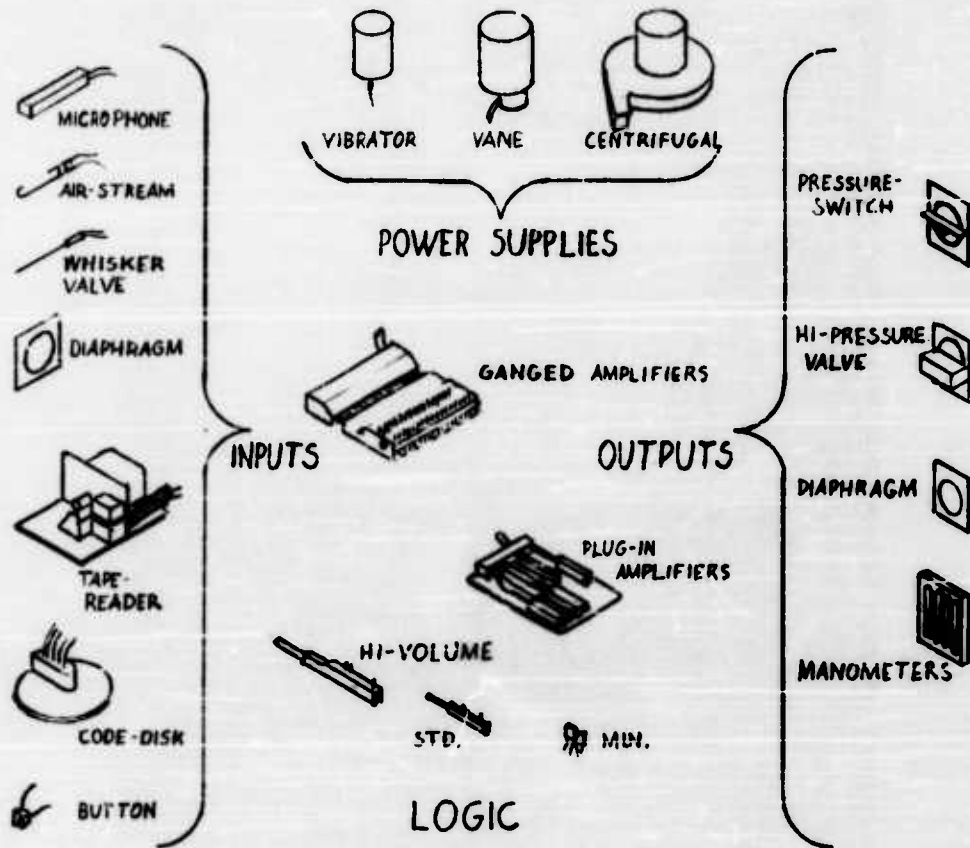 MICROPHONE
AIR-STREAM
WHISKER
VALVE
DIAPHRAGM
TAPE-
READER
CODE-DISK
BUTTON
INPUTS
VIBRATOR
VANE
CENTRIFUGAL
POWER SUPPLIES
GANGED AMPLIFIERS
PLUG-IN
AMPLIFIERS
HI-VOLUME
STD.
MIN.
LOGIC
OUTPUTS
PRESSURE-
SWITCH
HI-PRESSURE
VALVE
DIAPHRAGM
MANOMETERS